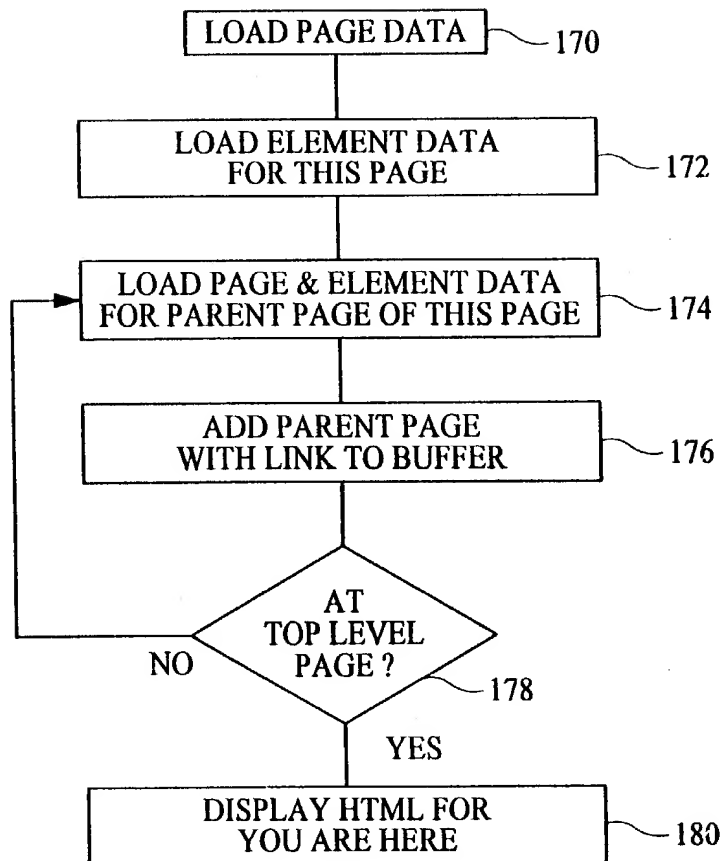 LOAD PAGE DATA
170
LOAD ELEMENT DATA
FOR THIS PAGE
172
LOAD PAGE & ELEMENT DATA
FOR PARENT PAGE OF THIS PAGE
174
ADD PARENT PAGE
WITH LINK TO BUFFER
176
AT
TOP LEVEL
PAGE ?
NO
178
YES
DISPLAY HTML FOR
YOU ARE HERE
180